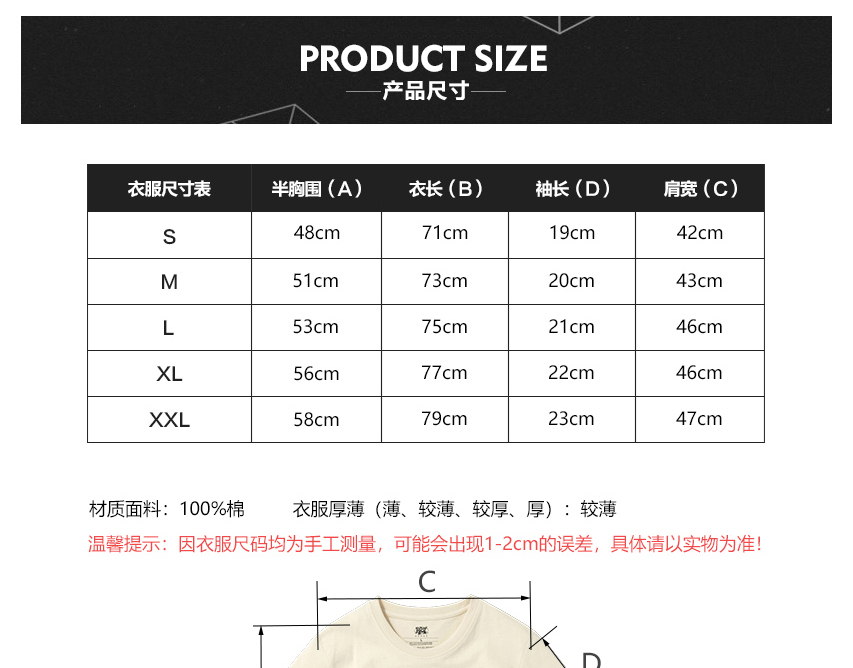 PRODUCT SIZE
产品尺寸
衣服尺寸表 半胸围（A） 衣长（B） 袖长（D） 肩宽（C）
S 48cm 71cm 19cm 42cm
M 51cm 73cm 20cm 43cm
L 53cm 75cm 21cm 46cm
XL 56cm 77cm 22cm 46cm
XXL 58cm 79cm 23cm 47cm
材质面料：100%棉 衣服厚薄（薄、较薄、较厚、厚）：较薄
温馨提示：因衣服尺码均为手工测量，可能会出现1-2cm的误差，具体请以实物为准！
C
D